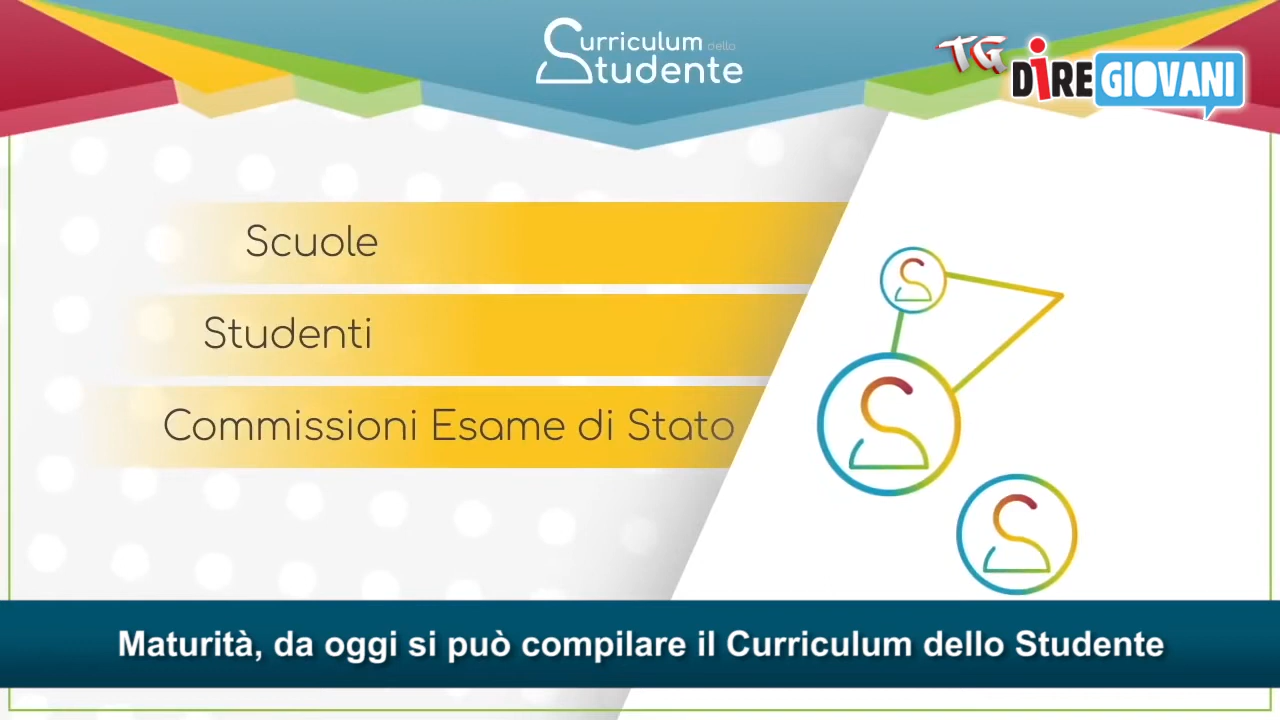 Curriculum dello
Studente
TG
DIRE GIOVANI
Scuole
Studenti
Commissioni Esame di Stato
Maturità, da oggi si può compilare il Curriculum dello Studente